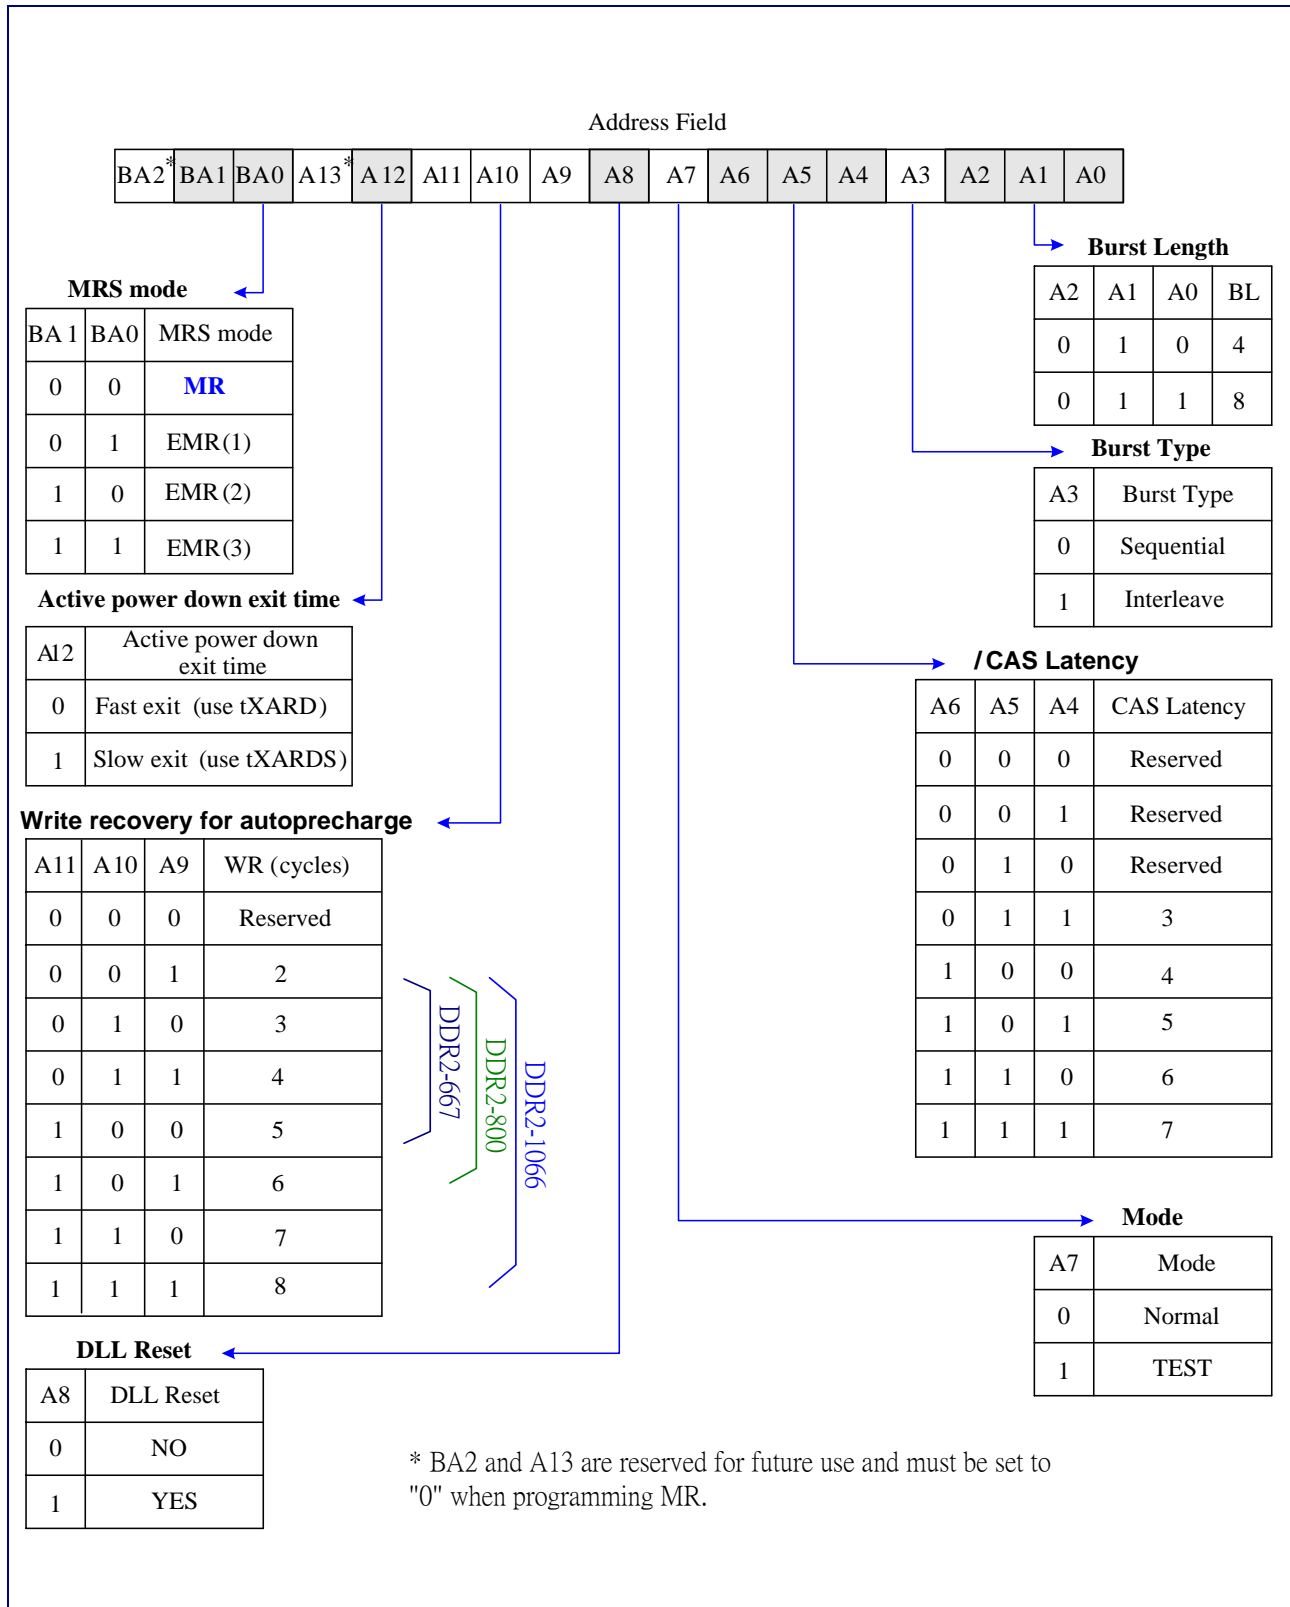 Address Field
BA2* BA1 BA0 A13* A12 A11 A10 A9 A8 A7 A6 A5 A4 A3 A2 A1 A0
MRS mode
BA1 BA0 MRS mode
0 0 MR
0 1 EMR(1)
1 0 EMR(2)
1 1 EMR(3)
Active power down exit time
A12 Active power down
exit time
0 Fast exit (use tXARD)
1 Slow exit (use tXARDS)
Write recovery for autoprecharge
A11 A10 A9 WR (cycles)
0 0 0 Reserved
0 0 1 2
0 1 0 3
0 1 1 4
1 0 0 5
1 0 1 6
1 1 0 7
1 1 1 8
DDR2-667
DDR2-800
DDR2-1066
DLL Reset
A8 DLL Reset
0 NO
1 YES
Burst Length
A2 A1 A0 BL
0 1 0 4
0 1 1 8
Burst Type
A3 Burst Type
0 Sequential
1 Interleave
/CAS Latency
A6 A5 A4 CAS Latency
0 0 0 Reserved
0 0 1 Reserved
0 1 0 Reserved
0 1 1 3
1 0 0 4
1 0 1 5
1 1 0 6
1 1 1 7
Mode
A7 Mode
0 Normal
1 TEST
* BA2 and A13 are reserved for future use and must be set to
"0" when programming MR.